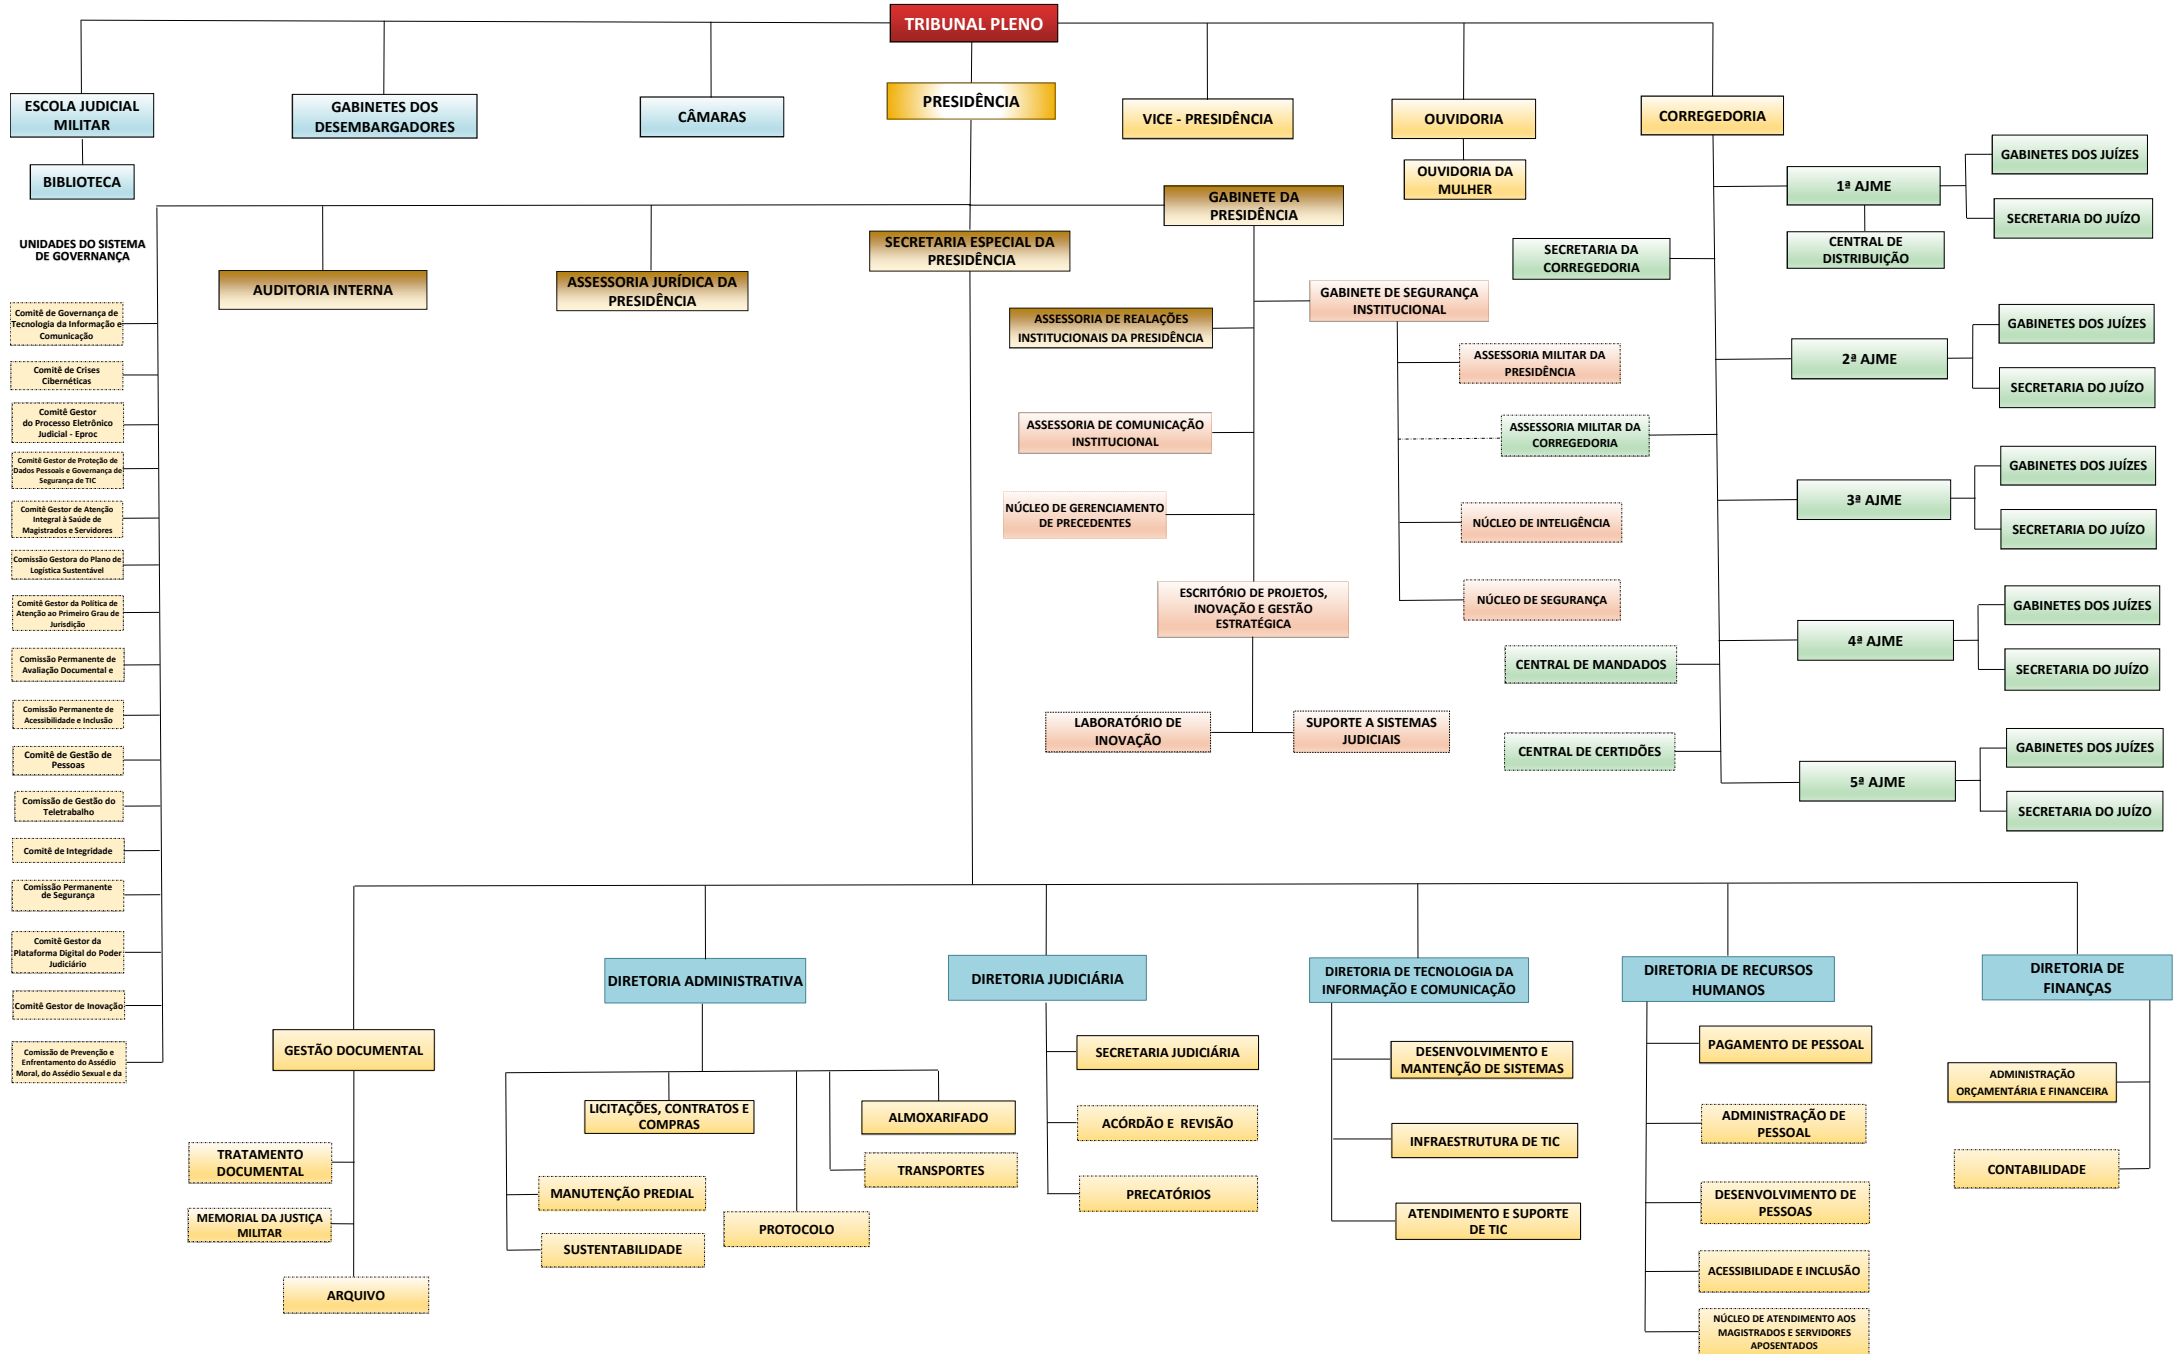 TRIBUNAL PLENO
ESCOLA JUDICIAL
MILITAR
GABINETES DOS
DESEMBARGADORES
CÂMARAS
PRESIDÊNCIA
VICE - PRESIDÊNCIA
OUVIDORIA
CORREGEDORIA
BIBLIOTECA
OUVIDORIA DA
MULHER
GABINETE DA
PRESIDÊNCIA
1ª AJME
GABINETES DOS JUÍZES
SECRETARIA DO JUÍZO
CENTRAL DE
DISTRIBUIÇÃO
UNIDADES DO SISTEMA
DE GOVERNANÇA
AUDITORIA INTERNA
ASSESSORIA JURÍDICA DA
PRESIDÊNCIA
SECRETARIA ESPECIAL DA
PRESIDÊNCIA
SECRETARIA DA
CORREGEDORIA
ASSESSORIA DE REALAÇÕES
INSTITUCIONAIS DA PRESIDÊNCIA
GABINETE DE SEGURANÇA
INSTITUCIONAL
ASSESSORIA MILITAR DA
PRESIDÊNCIA
2ª AJME
GABINETES DOS JUÍZES
SECRETARIA DO JUÍZO
ASSESSORIA DE COMUNICAÇÃO
INSTITUCIONAL
ASSESSORIA MILITAR DA
CORREGEDORIA
NÚCLEO DE GERENCIAMENTO
DE PRECEDENTES
NÚCLEO DE INTELIGÊNCIA
3ª AJME
GABINETES DOS JUÍZES
SECRETARIA DO JUÍZO
ESCRITÓRIO DE PROJETOS,
INOVAÇÃO E GESTÃO
ESTRATÉGICA
NÚCLEO DE SEGURANÇA
4ª AJME
GABINETES DOS JUÍZES
SECRETARIA DO JUÍZO
CENTRAL DE MANDADOS
LABORATÓRIO DE
INOVAÇÃO
SUPORTE A SISTEMAS
JUDICIAIS
CENTRAL DE CERTIDÕES
5ª AJME
GABINETES DOS JUÍZES
SECRETARIA DO JUÍZO
Comitê de Governança de
Tecnologia da Informação e
Comunicação
Comitê de Crises
Cibernéticas
Comitê Gestor
do Processo Eletrônico
Judicial - Eproc
Comitê Gestor de Proteção de
Dados Pessoais e Governança de
Segurança de TIC
Comitê Gestor de Atenção
Integral à Saúde de
Magistrados e Servidores
Comissão Gestora do Plano de
Logística Sustentável
Comitê Gestor da Política de
Atenção ao Primeiro Grau de
Jurisdição
Comissão Permanente de
Avaliação Documental e
Comissão Permanente de
Acessibilidade e Inclusão
Comitê de Gestão de
Pessoas
Comissão de Gestão do
Teletrabalho
Comitê de Integridade
Comissão Permanente
de Segurança
Comitê Gestor da
Plataforma Digital do Poder
Judiciário
Comitê Gestor de Inovação
Comissão de Prevenção e
Enfrentamento do Assédio
Moral, do Assédio Sexual e da
DIRETORIA ADMINISTRATIVA
DIRETORIA JUDICIÁRIA
DIRETORIA DE TECNOLOGIA DA
INFORMAÇÃO E COMUNICAÇÃO
DIRETORIA DE RECURSOS
HUMANOS
DIRETORIA DE
FINANÇAS
GESTÃO DOCUMENTAL
TRATAMENTO
DOCUMENTAL
MEMORIAL DA JUSTIÇA
MILITAR
ARQUIVO
LICITAÇÕES, CONTRATOS E
COMPRAS
ALMOXARIFADO
TRANSPORTES
MANUTENÇÃO PREDIAL
PROTOCOLO
SUSTENTABILIDADE
SECRETARIA JUDICIÁRIA
ACÓRDÃO E REVISÃO
PRECATÓRIOS
DESENVOLVIMENTO E
MANTENÇÃO DE SISTEMAS
INFRAESTRUTURA DE TIC
ATENDIMENTO E SUPORTE
DE TIC
PAGAMENTO DE PESSOAL
ADMINISTRAÇÃO DE
PESSOAL
DESENVOLVIMENTO DE
PESSOAS
ACESSIBILIDADE E INCLUSÃO
NÚCLEO DE ATENDIMENTO AOS
MAGISTRADOS E SERVIDORES
APOSENTADOS
ADMINISTRAÇÃO
ORÇAMENTÁRIA E FINANCEIRA
CONTABILIDADE